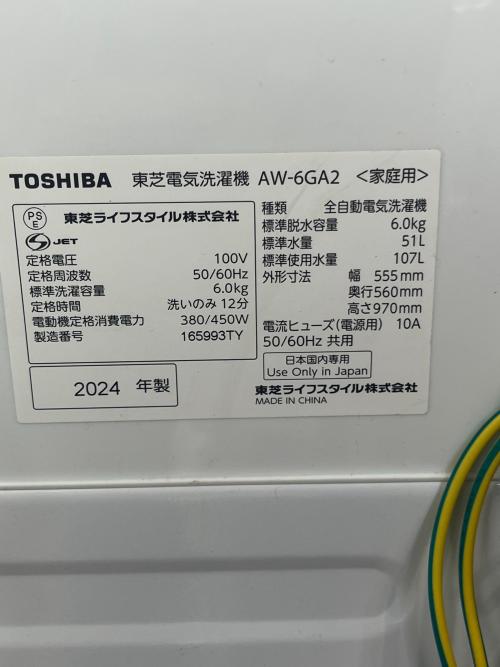 TOSHIBA 東芝電気洗濯機 AW-6GA2 <家庭用>
PS
E
東芝ライフスタイル株式会社
JET
定格電圧 100V
定格周波数 50/60Hz
標準洗濯容量 6.0kg
定格時間 洗いのみ 12分
電動機定格消費電力 380/450W
製造番号 165993TY
2024 年製
種類 全自動電気洗濯機
標準脱水容量 6.0kg
標準水量 51L
標準使用水量 107L
外形寸法 幅 555mm
奥行560mm
高さ970mm
電流ヒューズ(電源用) 10A
50/60Hz 共用
日本国内専用
Use Only in Japan
東芝ライフスタイル株式会社
MADE IN CHINA